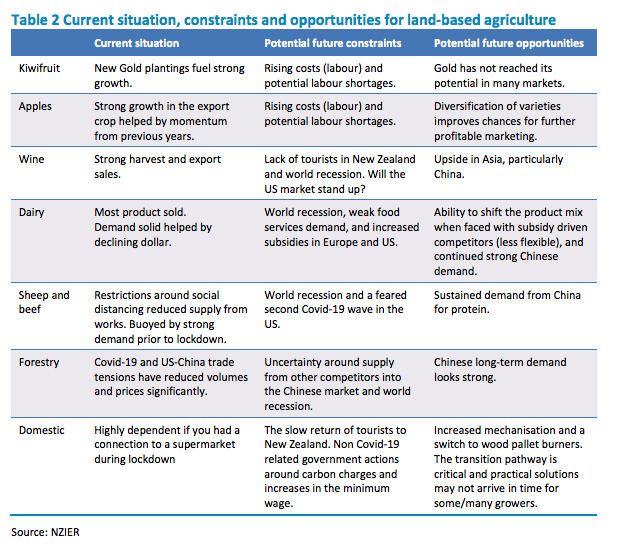 Table 2 Current situation, constraints and opportunities for land-based agriculture
Current situation
Potential future constraints
Potential future opportunities
Kiwifruit
New Gold plantings fuel strong
growth.
Rising costs (labour) and
potential labour shortages.
Gold has not reached its
potential in many markets.
Apples
Strong growth in the export
crop helped by momentum
from previous years.
Rising costs (labour) and
potential labour shortages.
Diversification of varieties
improves chances for further
profitable marketing.
Wine
Strong harvest and export
sales.
Lack of tourists in New Zealand
and world recession. Will the
US market stand up?
Upside in Asia, particularly
China.
Dairy
Most product sold.
Demand solid helped by
declining dollar.
World recession, weak food
services demand, and increased
subsidies in Europe and US.
Ability to shift the product mix
when faced with subsidy driven
competitors (less flexible), and
continued strong Chinese
demand.
Sheep and
beef
Restrictions around social
distancing reduced supply from
works. Buoyed by strong
demand prior to lockdown.
World recession and a feared
second Covid-19 wave in the
US.
Sustained demand from China
for protein.
Forestry
Covid-19 and US-China trade
tensions have reduced volumes
and prices significantly.
Uncertainty around supply
from other competitors into
the Chinese market and world
recession.
Chinese long-term demand
looks strong.
Domestic
Highly dependent if you had a
connection to a supermarket
during lockdown
The slow return of tourists to
New Zealand. Non Covid-19
related government actions
around carbon charges and
increases in the minimum
wage.
Increased mechanisation and a
switch to wood pallet burners.
The transition pathway is
critical and practical solutions
may not arrive in time for
some/many growers.
Source: NZIER